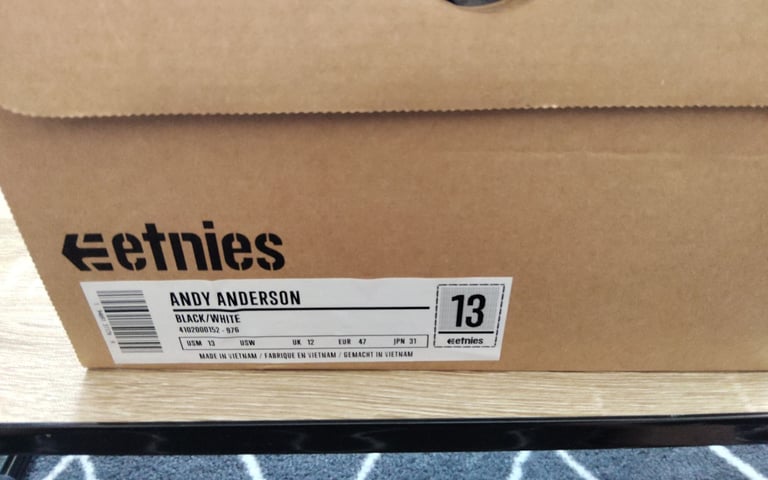 etnies
ANDY ANDERSON
BLACK/WHITE
4102000152 - 976
USM 13 USW UK 12 EUR 47 JPN 31
MADE IN VIETNAM / FABRIQUE EN VIETNAM / GEMACHT IN VIETNAM
13
etnies